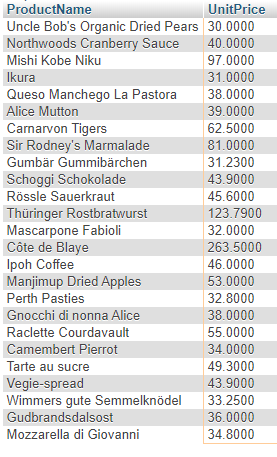 ProductName UnitPrice
Uncle Bob's Organic Dried Pears 30.0000
Northwoods Cranberry Sauce 40.0000
Mishi Kobe Niku 97.0000
Ikura 31.0000
Queso Manchego La Pastora 38.0000
Alice Mutton 39.0000
Carnarvon Tigers 62.5000
Sir Rodney's Marmalade 81.0000
Gumbär Gummibärchen 31.2300
Schoggi Schokolade 43.9000
Rössle Sauerkraut 45.6000
Thüringer Rostbratwurst 123.7900
Mascarpone Fabioli 32.0000
Côte de Blaye 263.5000
Ipoh Coffee 46.0000
Manjimup Dried Apples 53.0000
Perth Pasties 32.8000
Gnocchi di nonna Alice 38.0000
Raclette Courdavault 55.0000
Camembert Pierrot 34.0000
Tarte au sucre 49.3000
Vegie-spread 43.9000
Wimmers gute Semmelknödel 33.2500
Gudbrandsdalsost 36.0000
Mozzarella di Giovanni 34.8000